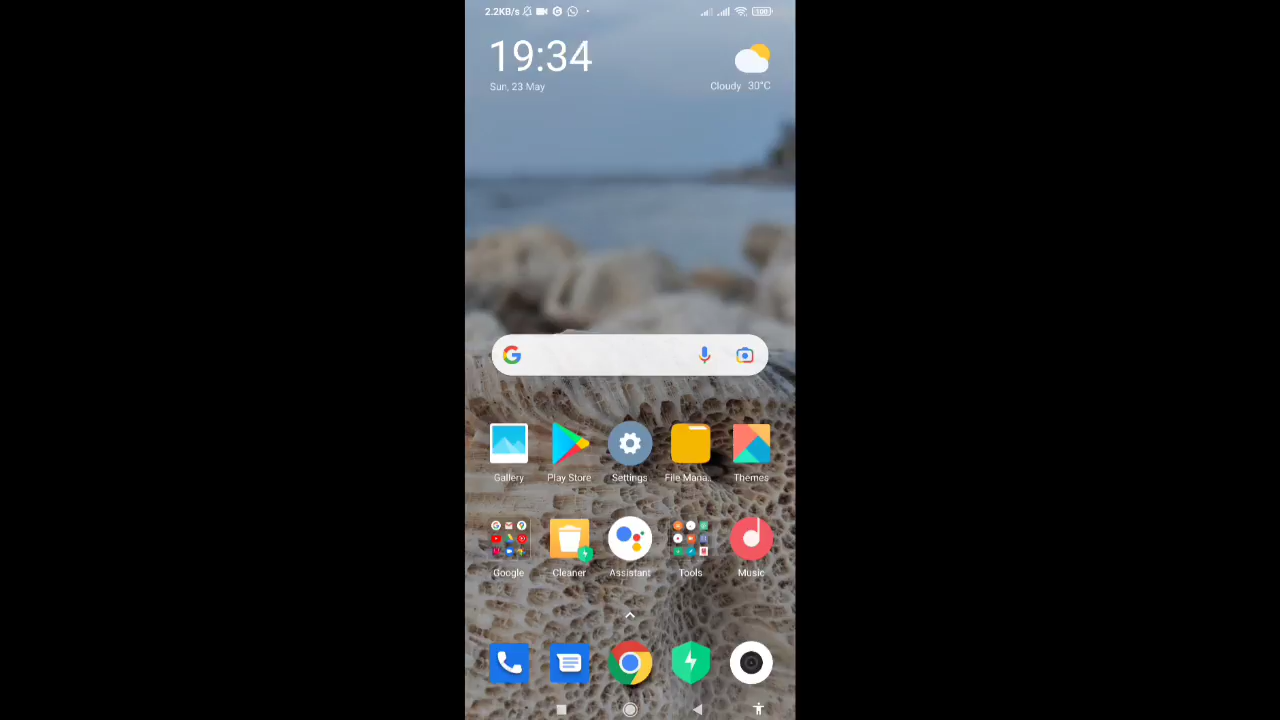 2.2KB/s 100
19:34
Sun, 23 May
Cloudy 30°C
Gallery Play Store Settings File Mana.. Themes
Google Cleaner Assistant Tools Music